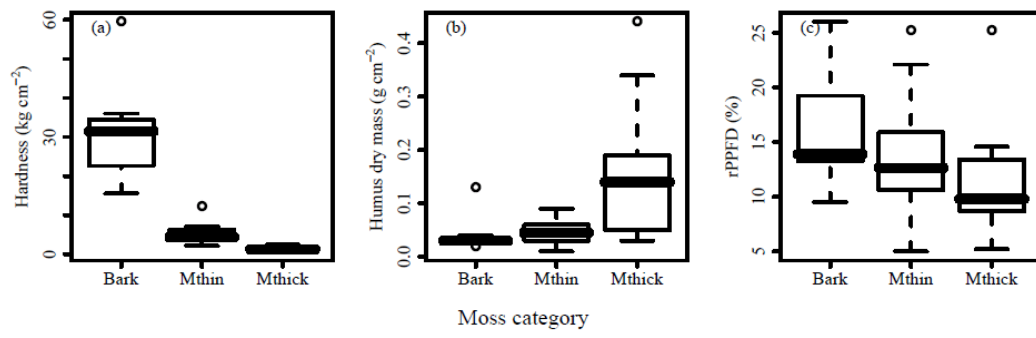 (a)
Hardness (kg cm⁻²)
60
30
0
Bark Mthin Mthick
(b)
Humus dry mass (g cm⁻²)
0.4
0.3
0.2
0.1
0.0
Bark Mthin Mthick
(c)
rPPFD (%)
25
20
15
10
5
Bark Mthin Mthick
Moss category